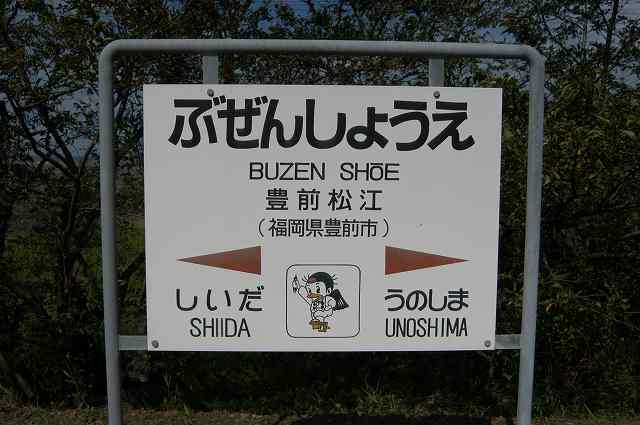 ぶぜんしょうえ
BUZEN SHŌE
豊前松江
(福岡県豊前市)
しいだ
SHIIDA
うのしま
UNOSHIMA